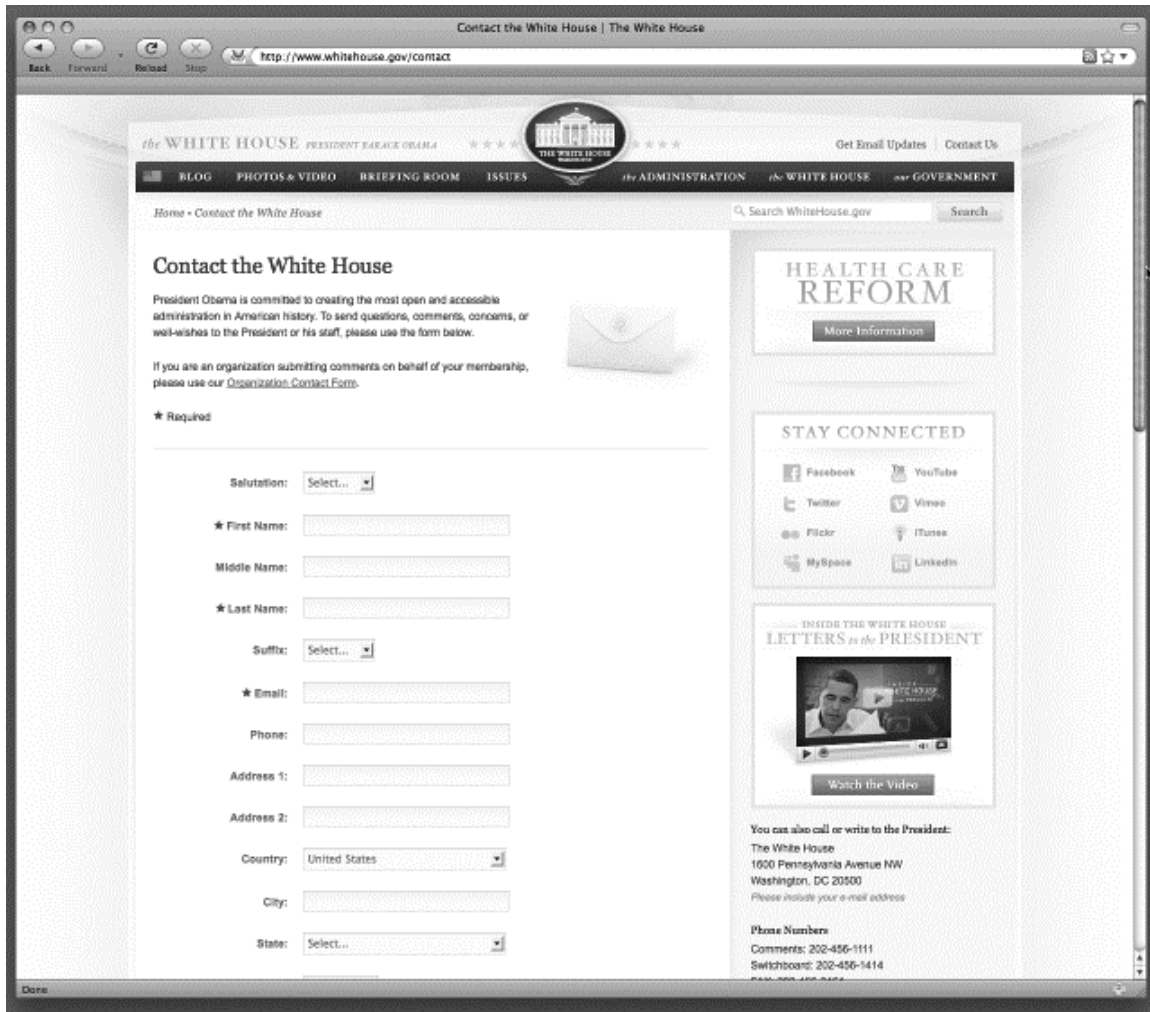 Contact the White House | The White House
Back Forward Reload Stop
http://www.whitehouse.gov/contact
the WHITE HOUSE PRESIDENT BARACK OBAMA
THE WHITE HOUSE
WASHINGTON
Get Email Updates Contact Us
BLOG PHOTOS & VIDEO BRIEFING ROOM ISSUES the ADMINISTRATION the WHITE HOUSE our GOVERNMENT
Home • Contact the White House
Search WhiteHouse.gov Search
Contact the White House
President Obama is committed to creating the most open and accessible
administration in American history. To send questions, comments, concerns, or
well-wishes to the President or his staff, please use the form below.
If you are an organization submitting comments on behalf of your membership,
please use our Organization Contact Form.
★ Required
Salutation: Select...
★ First Name:
Middle Name:
★ Last Name:
Suffix: Select...
★ Email:
Phone:
Address 1:
Address 2:
Country: United States
City:
State: Select...
HEALTH CARE
REFORM
More Information
STAY CONNECTED
Facebook YouTube
Twitter Vimeo
Flickr iTunes
MySpace LinkedIn
INSIDE THE WHITE HOUSE
LETTERS to the PRESIDENT
INSIDE
WHITE HOUSE
Watch the Video
You can also call or write to the President:
The White House
1600 Pennsylvania Avenue NW
Washington, DC 20500
Please include your e-mail address
Phone Numbers
Comments: 202-456-1111
Switchboard: 202-456-1414
Done